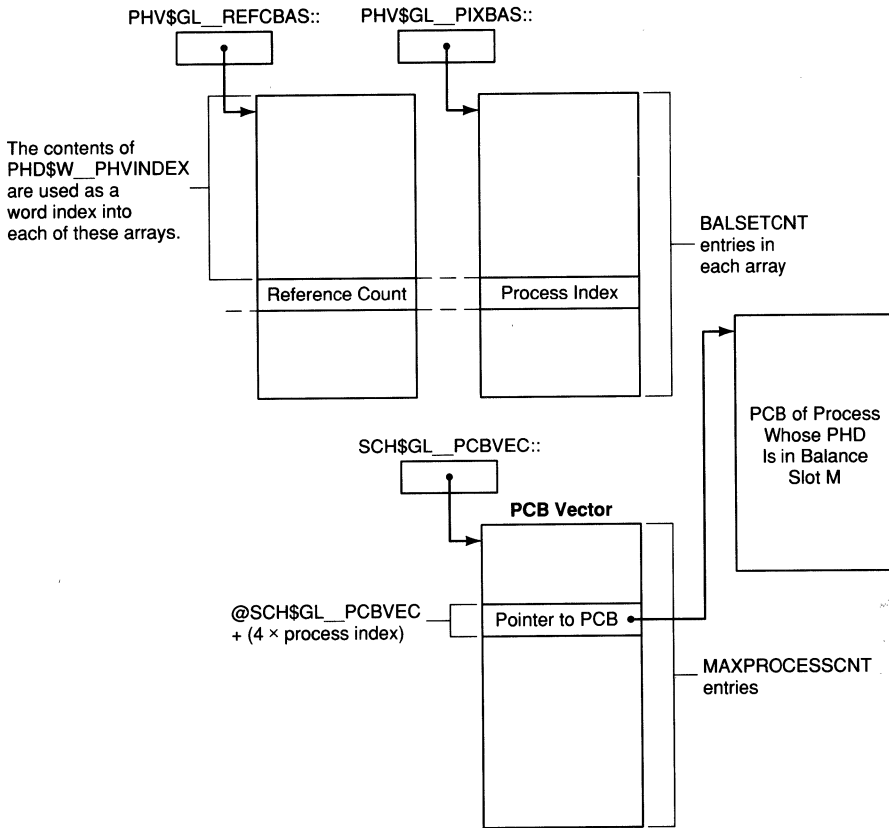 PHV$GL__REFCBAS::
PHV$GL__PIXBAS::
The contents of
PHD$W__PHVINDEX
are used as a
word index into
each of these arrays.
BALSETCNT
entries in
each array
Reference Count
Process Index
PCB of Process
Whose PHD
Is in Balance
Slot M
SCH$GL__PCBVEC::
PCB Vector
@SCH$GL__PCBVEC
+ (4 × process index)
Pointer to PCB
MAXPROCESSCNT
entries